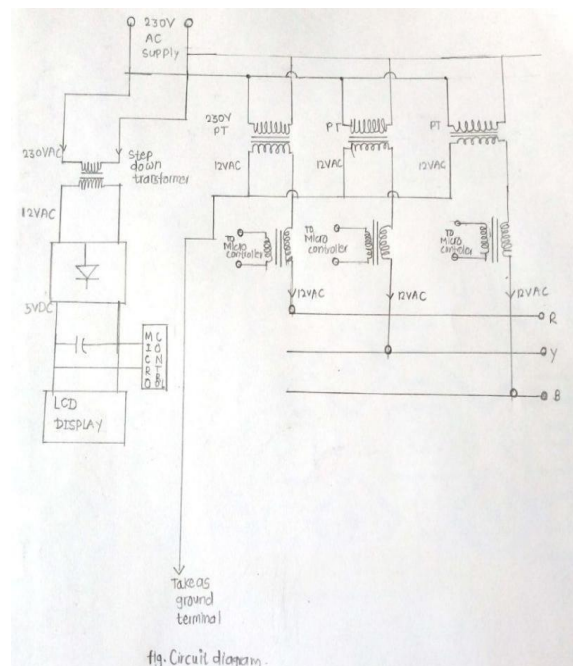 230V
AC
supply
230V
PT
PT
PT
230VAC
Step
down
transformer
12VAC
12VAC
12VAC
12VAC
To
Micro
controller
To
Micro
controller
To
Micro
controller
5VDC
12VAC
12VAC
12VAC
R
Y
B
LCD
DISPLAY
Take as
ground
terminal
fig. Circuit diagram.